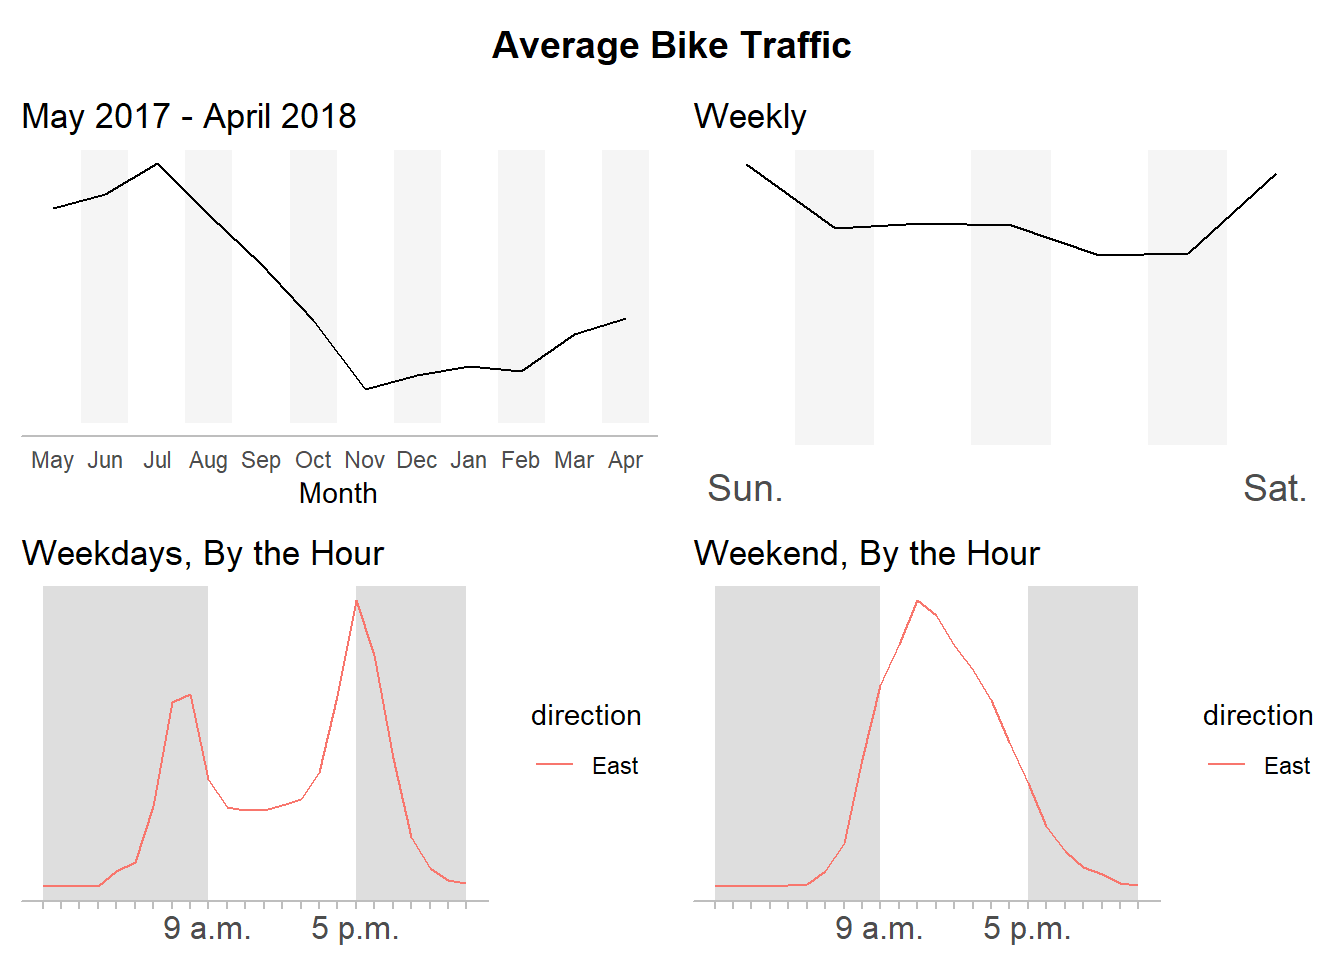 Average Bike Traffic
May 2017 - April 2018
May Jun Jul Aug Sep Oct Nov Dec Jan Feb Mar Apr
Month
Weekly
Sun. Sat.
Weekdays, By the Hour
direction
East
9 a.m. 5 p.m.
Weekend, By the Hour
direction
East
9 a.m. 5 p.m.